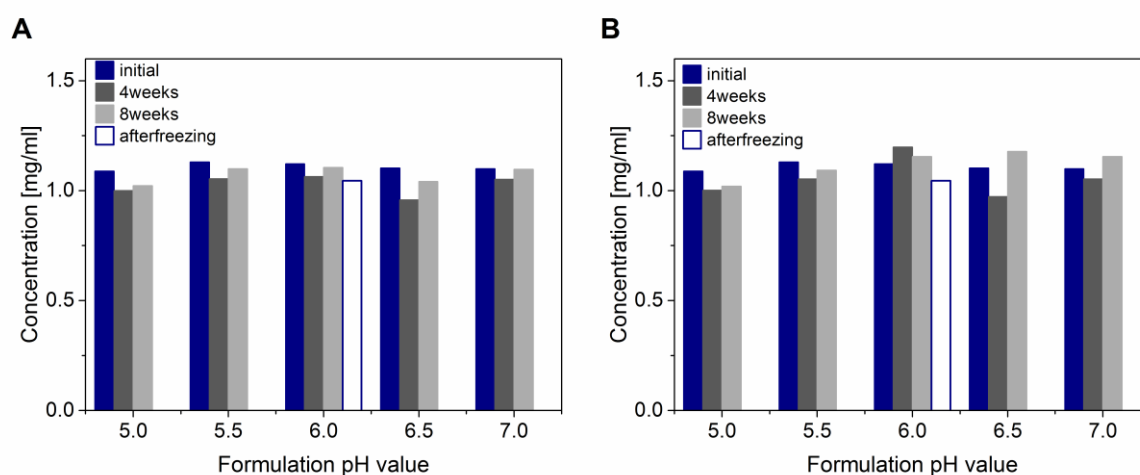 A
initial
4weeks
8weeks
afterfreezing
Concentration [mg/ml]
1.5
1.0
0.5
0.0
5.0 5.5 6.0 6.5 7.0
Formulation pH value
B
initial
4weeks
8weeks
afterfreezing
Concentration [mg/ml]
1.5
1.0
0.5
0.0
5.0 5.5 6.0 6.5 7.0
Formulation pH value